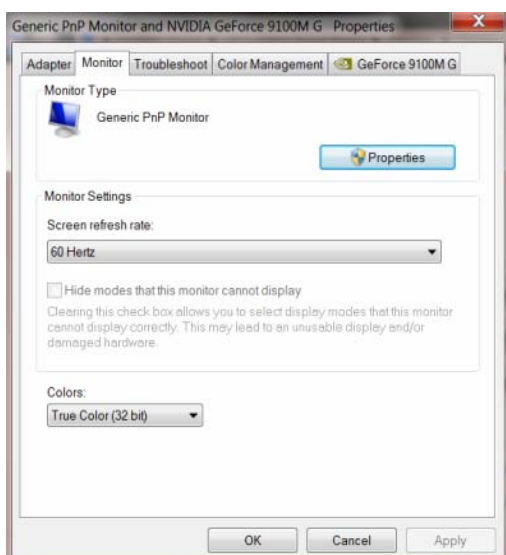 Generic PnP Monitor and NVIDIA GeForce 9100M G Properties
Adapter Monitor Troubleshoot Color Management GeForce 9100M G
Monitor Type
Generic PnP Monitor
Properties
Monitor Settings
Screen refresh rate:
60 Hertz
Hide modes that this monitor cannot display
Clearing this check box allows you to select display modes that this monitor
cannot display correctly. This may lead to an unusable display and/or
damaged hardware.
Colors:
True Color (32 bit)
OK Cancel Apply